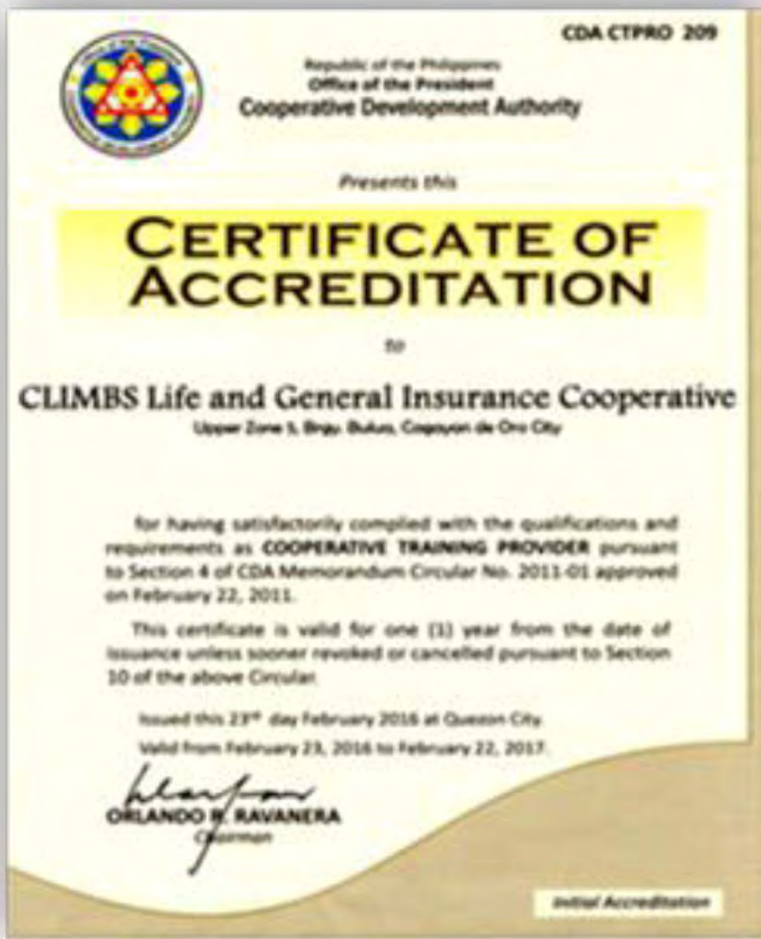 CDA CTPRO 209
Office of the President
Republic of the Philippines
Office of the President
Cooperative Development Authority
Presents this
CERTIFICATE OF
ACCREDITATION
to
CLIMBS Life and General Insurance Cooperative
Upper Zone 5, Brgy. Bulua, Cagayan de Oro City
for having satisfactorily complied with the qualifications and
requirements as COOPERATIVE TRAINING PROVIDER pursuant
to Section 4 of CDA Memorandum Circular No. 2011-01 approved
on February 22, 2011.
This certificate is valid for one (1) year from the date of
issuance unless sooner revoked or cancelled pursuant to Section
10 of the above Circular.
Issued this 23rd day February 2016 at Quezon City.
Valid from February 23, 2016 to February 22, 2017.
ORLANDO R. RAVANERA
Chairman
Initial Accreditation